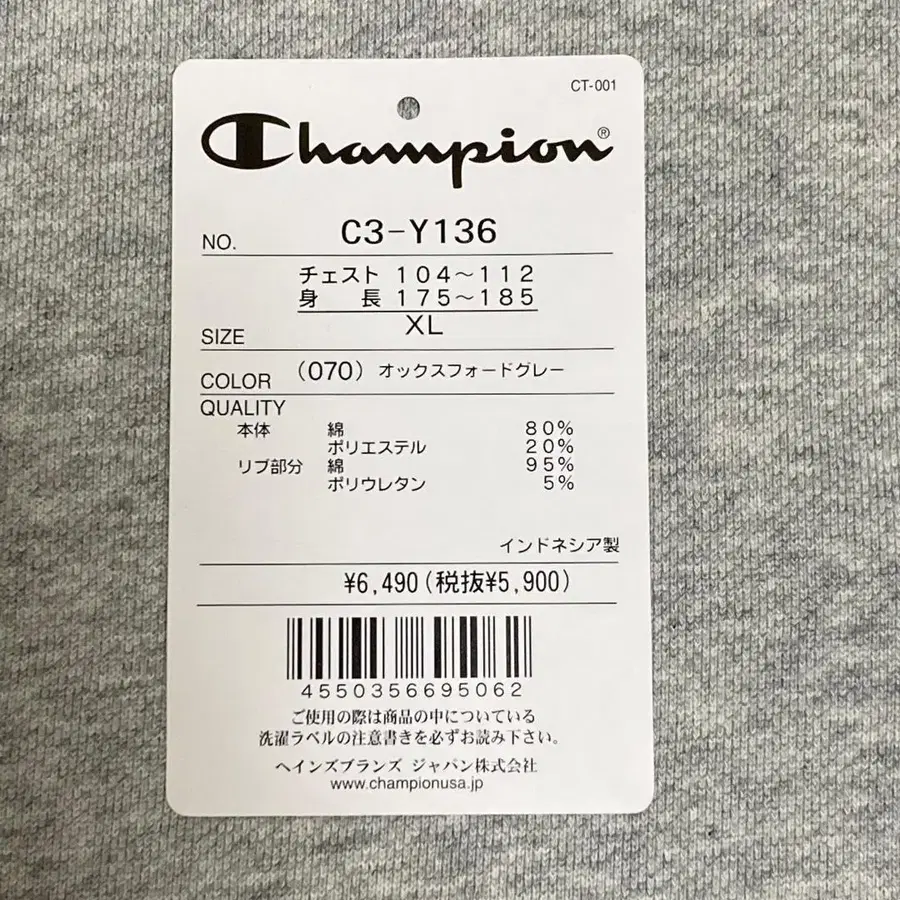 CT-001
Champion®
NO. C3-Y136
チェスト 104～112
身 長 175～185
SIZE XL
COLOR (070) オックスフォードグレー
QUALITY
本体 綿 80%
ポリエステル 20%
リブ部分 綿 95%
ポリウレタン 5%
インドネシア製
¥6,490(税抜¥5,900)
4550356695062
ご使用の際は商品の中についている
洗濯ラベルの注意書きを必ずお読み下さい。
ヘインズブランズ ジャパン株式会社
www.championusa.jp